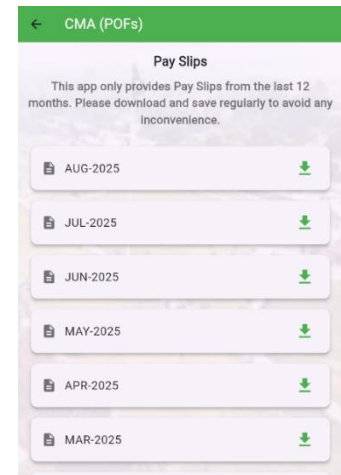 CMA (POFs)
Pay Slips
This app only provides Pay Slips from the last 12
months. Please download and save regularly to avoid any
inconvenience.
AUG-2025
JUL-2025
JUN-2025
MAY-2025
APR-2025
MAR-2025